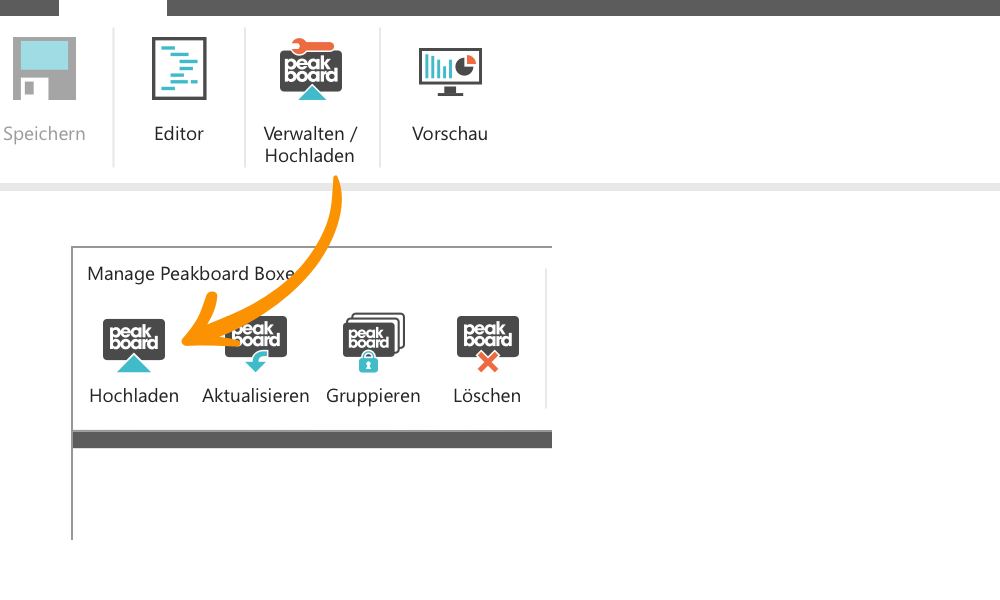 peak
board
Speichern
Editor
Verwalten /
Hochladen
Vorschau
Manage Peakboard Boxe
peak
board
peak
board
peak
board
peak
board
Hochladen
Aktualisieren
Gruppieren
Löschen